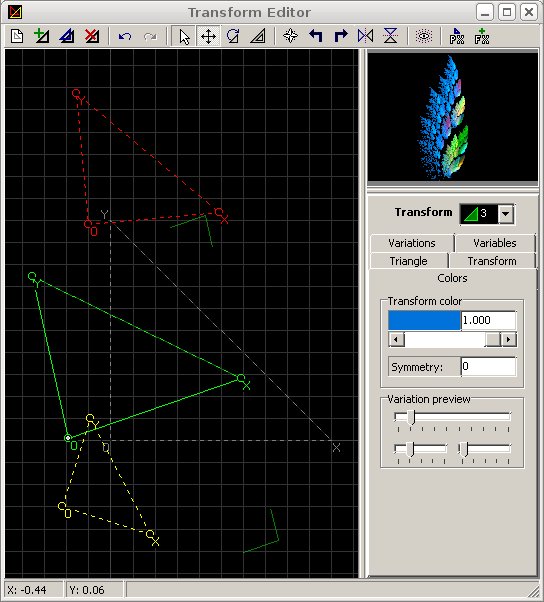 Transform Editor
Y
X
O
Y
Y
X
O
Y
O
X
O
X
Transform 3
Variations Variables
Triangle Transform
Colors
Transform color
1.000
Symmetry: 0
Variation preview
X: -0.44 Y: 0.06